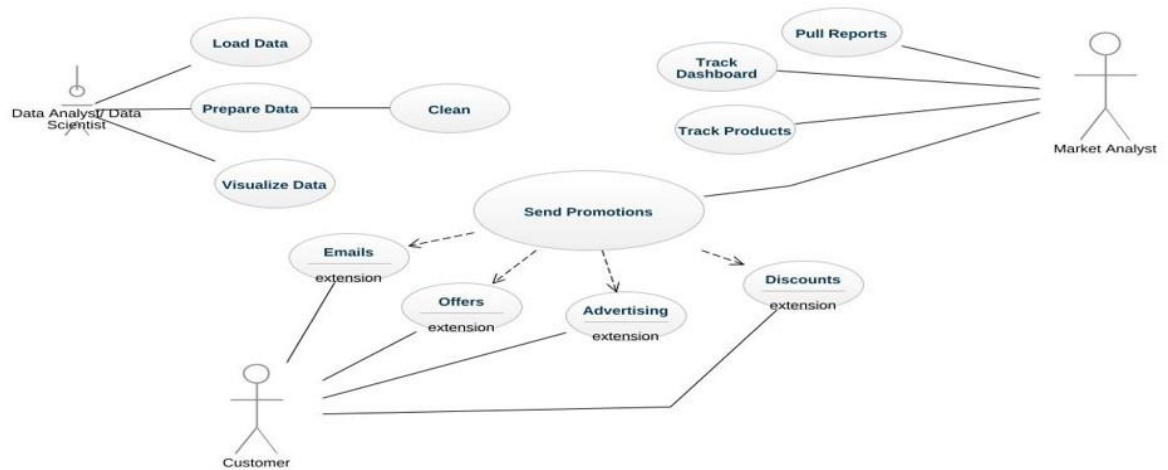 Load Data
Pull Reports
Track
Dashboard
Data Analyst/ Data
Scientist
Prepare Data
Clean
Track Products
Market Analyst
Visualize Data
Send Promotions
Emails
extension
Offers
extension
Advertising
extension
Discounts
extension
Customer